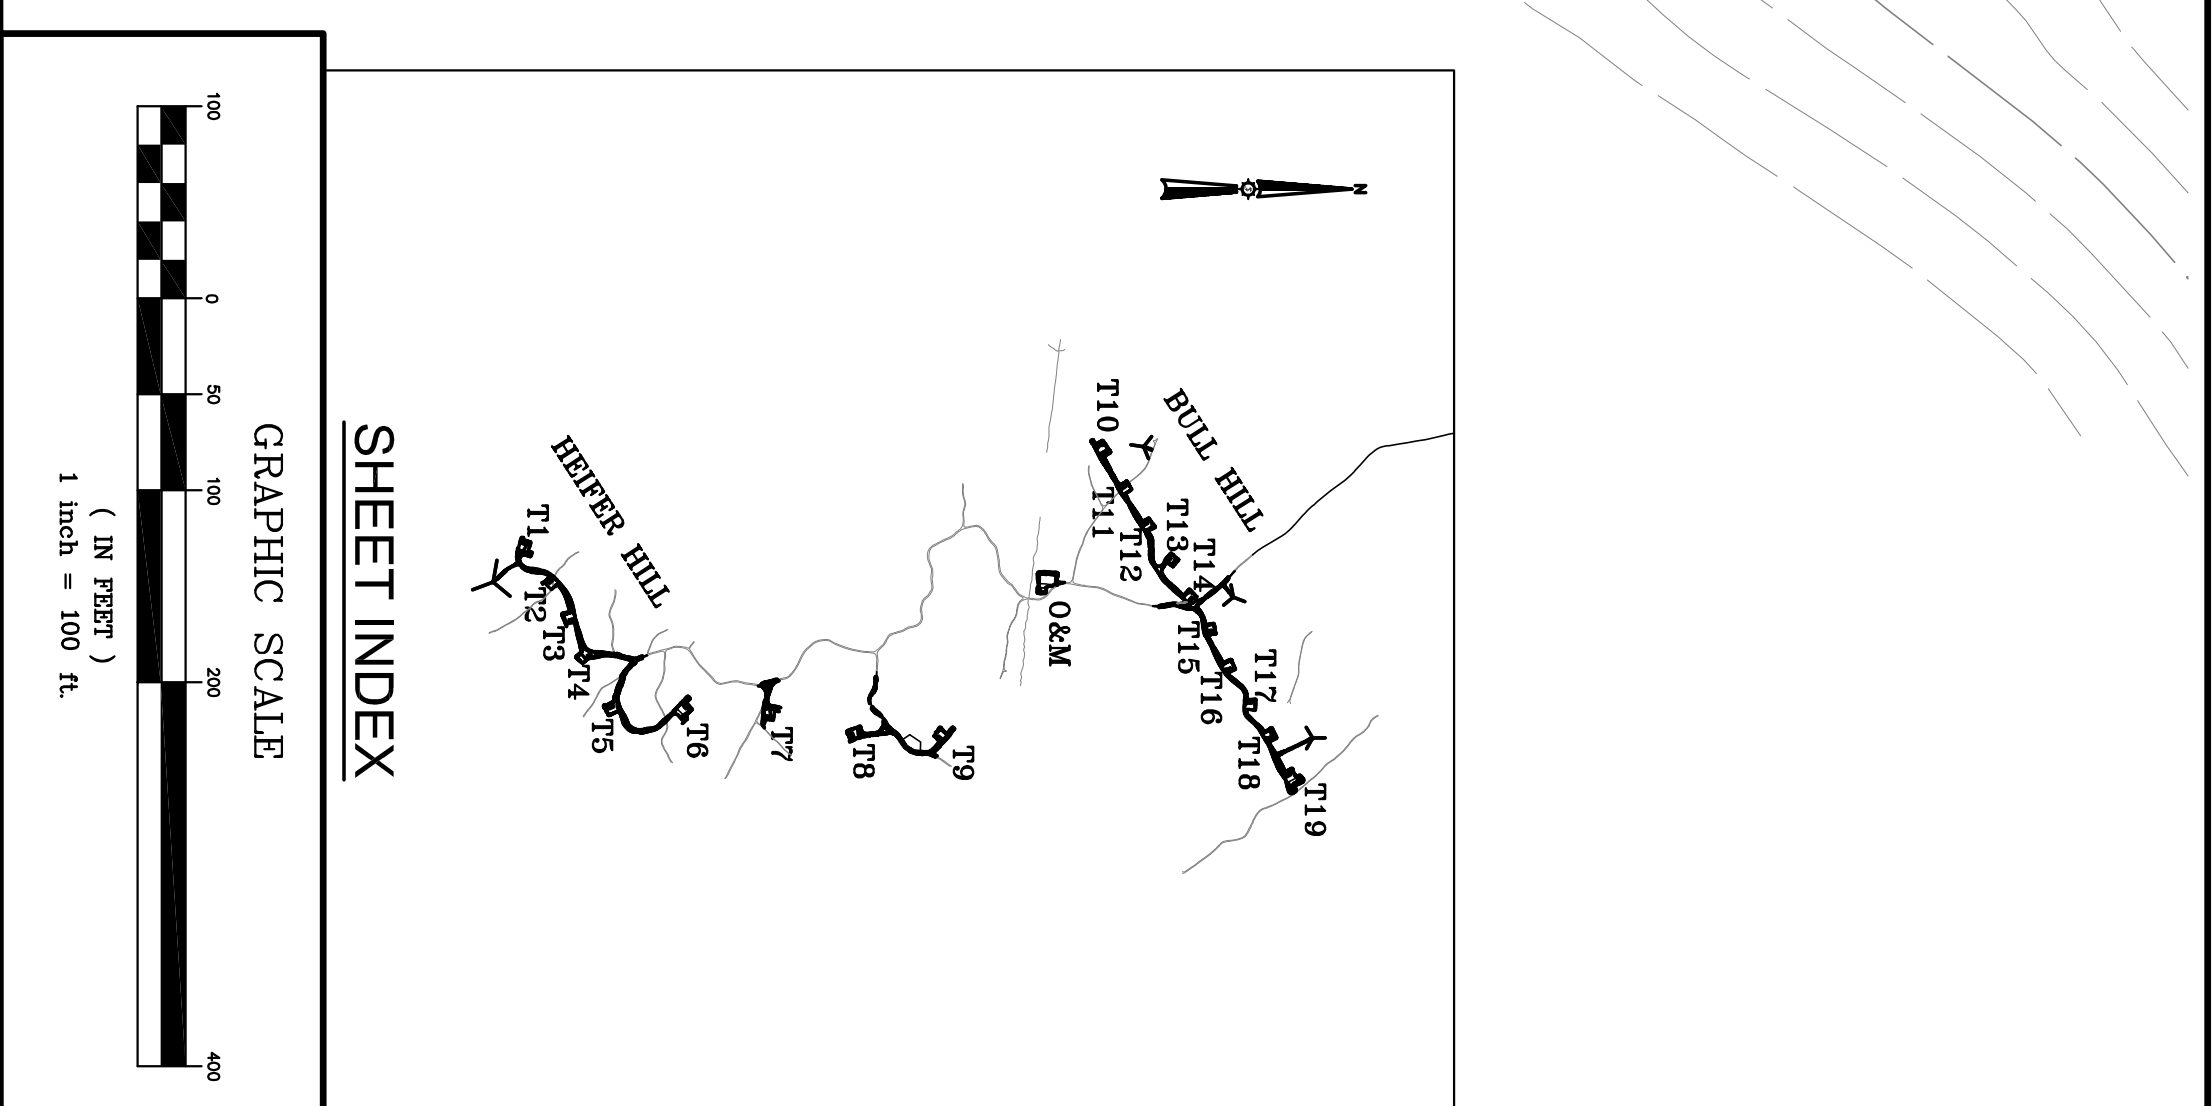 N
BULL HILL
T19
T17
T18
T14
T13
T16
T15
T10
T12
T11
O&M
T9
T8
T7
T6
HEIFER HILL
T5
T4
T3
T2
T1
SHEET INDEX
GRAPHIC SCALE
100 0 50 100 200 400
( IN FEET )
1 inch = 100 ft.